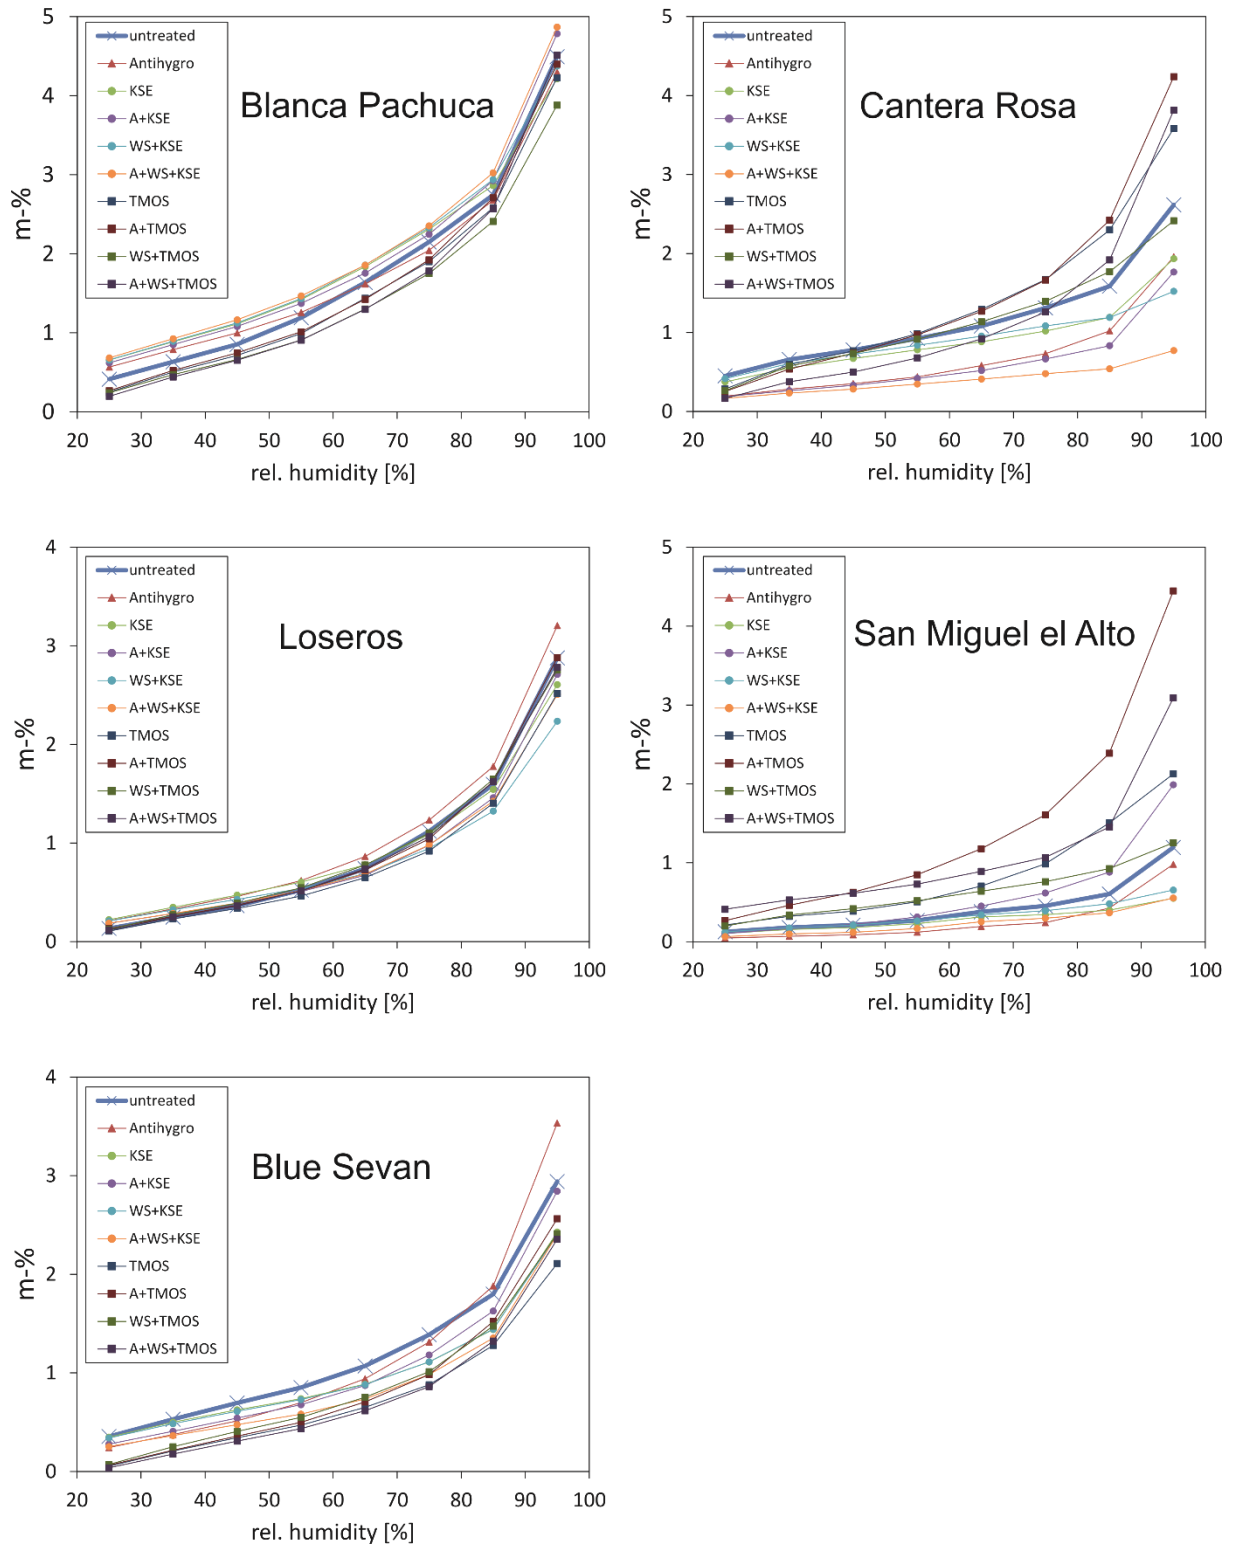 5
4
3
2
1
0
m-%
untreated
Antihygro
KSE
A+KSE
WS+KSE
A+WS+KSE
TMOS
A+TMOS
WS+TMOS
A+WS+TMOS
Blanca Pachuca
20 30 40 50 60 70 80 90 100
rel. humidity [%]
5
4
3
2
1
0
m-%
untreated
Antihygro
KSE
A+KSE
WS+KSE
A+WS+KSE
TMOS
A+TMOS
WS+TMOS
A+WS+TMOS
Cantera Rosa
20 30 40 50 60 70 80 90 100
rel. humidity [%]
4
3
2
1
0
m-%
untreated
Antihygro
KSE
A+KSE
WS+KSE
A+WS+KSE
TMOS
A+TMOS
WS+TMOS
A+WS+TMOS
Loseros
20 30 40 50 60 70 80 90 100
rel. humidity [%]
5
4
3
2
1
0
m-%
untreated
Antihygro
KSE
A+KSE
WS+KSE
A+WS+KSE
TMOS
A+TMOS
WS+TMOS
A+WS+TMOS
San Miguel el Alto
20 30 40 50 60 70 80 90 100
rel. humidity [%]
4
3
2
1
0
m-%
untreated
Antihygro
KSE
A+KSE
WS+KSE
A+WS+KSE
TMOS
A+TMOS
WS+TMOS
A+WS+TMOS
Blue Sevan
20 30 40 50 60 70 80 90 100
rel. humidity [%]